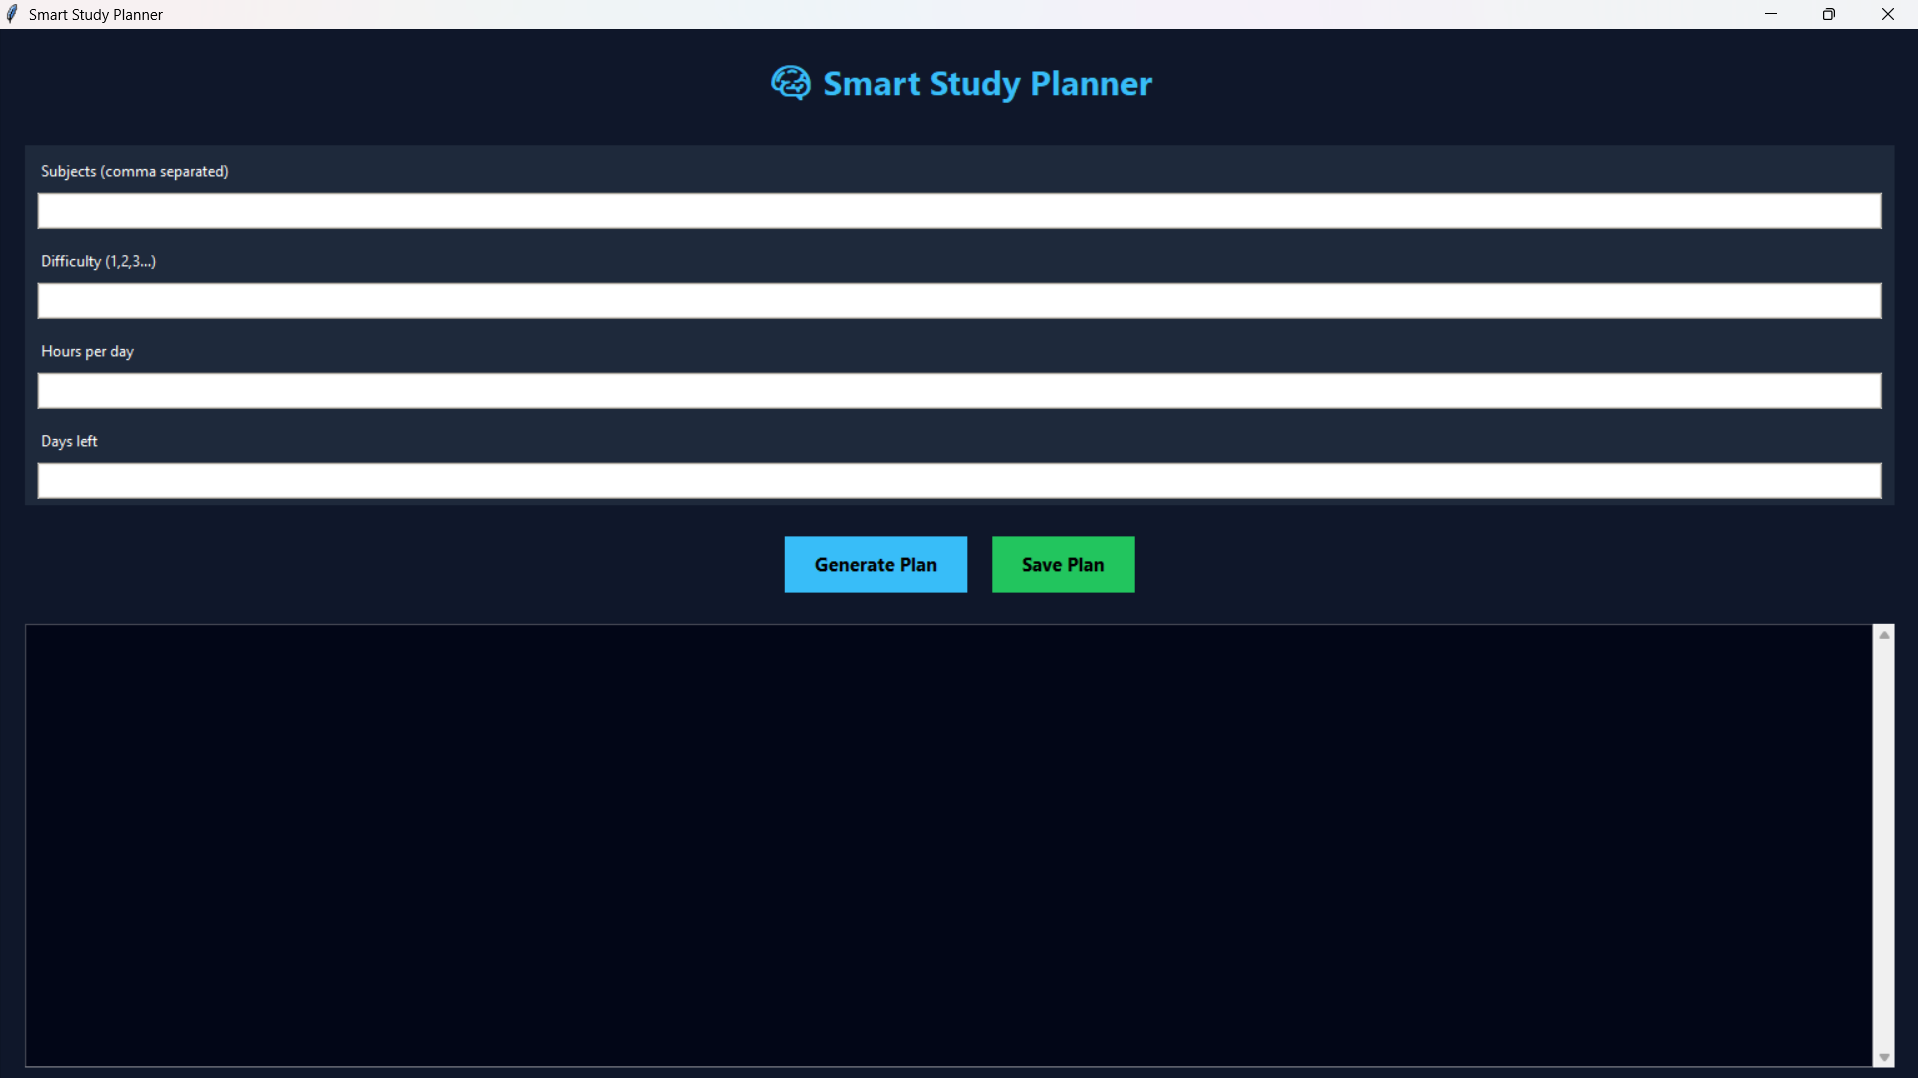 Smart Study Planner
Smart Study Planner
Subjects (comma separated)
Difficulty (1,2,3...)
Hours per day
Days left
Generate Plan
Save Plan